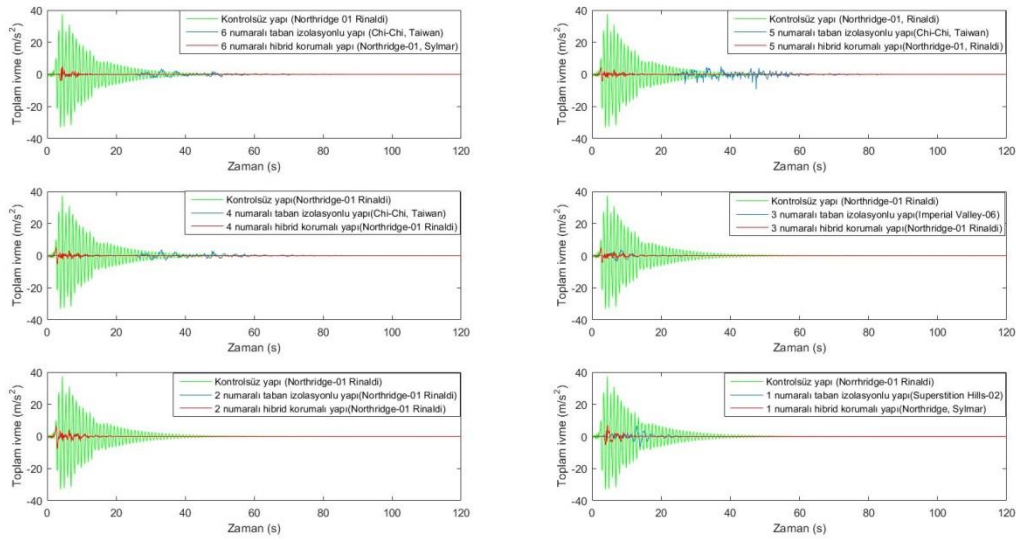 Toplam ivme (m/s²)
40
20
0
-20
-40
Kontrolsüz yapı (Northridge 01 Rinaldi)
6 numaralı taban izolasyonlu yapı (Chi-Chi, Taiwan)
6 numaralı hibrid korumalı yapı (Northridge-01, Sylmar)
0 20 40 60 80 100 120
Zaman (s)
Toplam ivme (m/s²)
40
20
0
-20
-40
Kontrolsüz yapı (Northridge-01, Rinaldi)
5 numaralı taban izolasyonlu yapı(Chi-Chi, Taiwan)
5 numaralı hibrid korumalı yapı(Northridge-01, Rinaldi)
0 20 40 60 80 100 120
Zaman (s)
Toplam ivme (m/s²)
40
20
0
-20
-40
Kontrolsüz yapı(Northridge-01 Rinaldi)
4 numaralı taban izolasyonlu yapı(Chi-Chi, Taiwan)
4 numaralı hibrid korumalı yapı(Northridge-01 Rinaldi)
0 20 40 60 80 100 120
Zaman (s)
Toplam ivme (m/s²)
40
20
0
-20
-40
Kontrolsüz yapı(Northridge-01 Rinaldi)
3 numaralı taban izolasyonlu yapı(Imperial Valley-06)
3 numaralı hibrid korumalı yapı(Northridge-01 Rinaldi)
0 20 40 60 80 100 120
Zaman (s)
Toplam ivme (m/s²)
40
20
0
-20
-40
Kontrolsüz yapı (Northridge-01 Rinaldi)
2 numaralı taban izolasyonlu yapı(Northridge-01 Rinaldi)
2 numaralı hibrid korumalı yapı(Northridge-01 Rinaldi)
0 20 40 60 80 100 120
Zaman (s)
Toplam ivme (m/s²)
40
20
0
-20
-40
Kontrolsüz yapı (Norrhridge-01 Rinaldi)
1 numaralı taban izolasyonlu yapı(Superstition Hills-02)
1 numaralı hibrid korumalı yapı(Northridge, Sylmar)
0 20 40 60 80 100 120
Zaman (s)